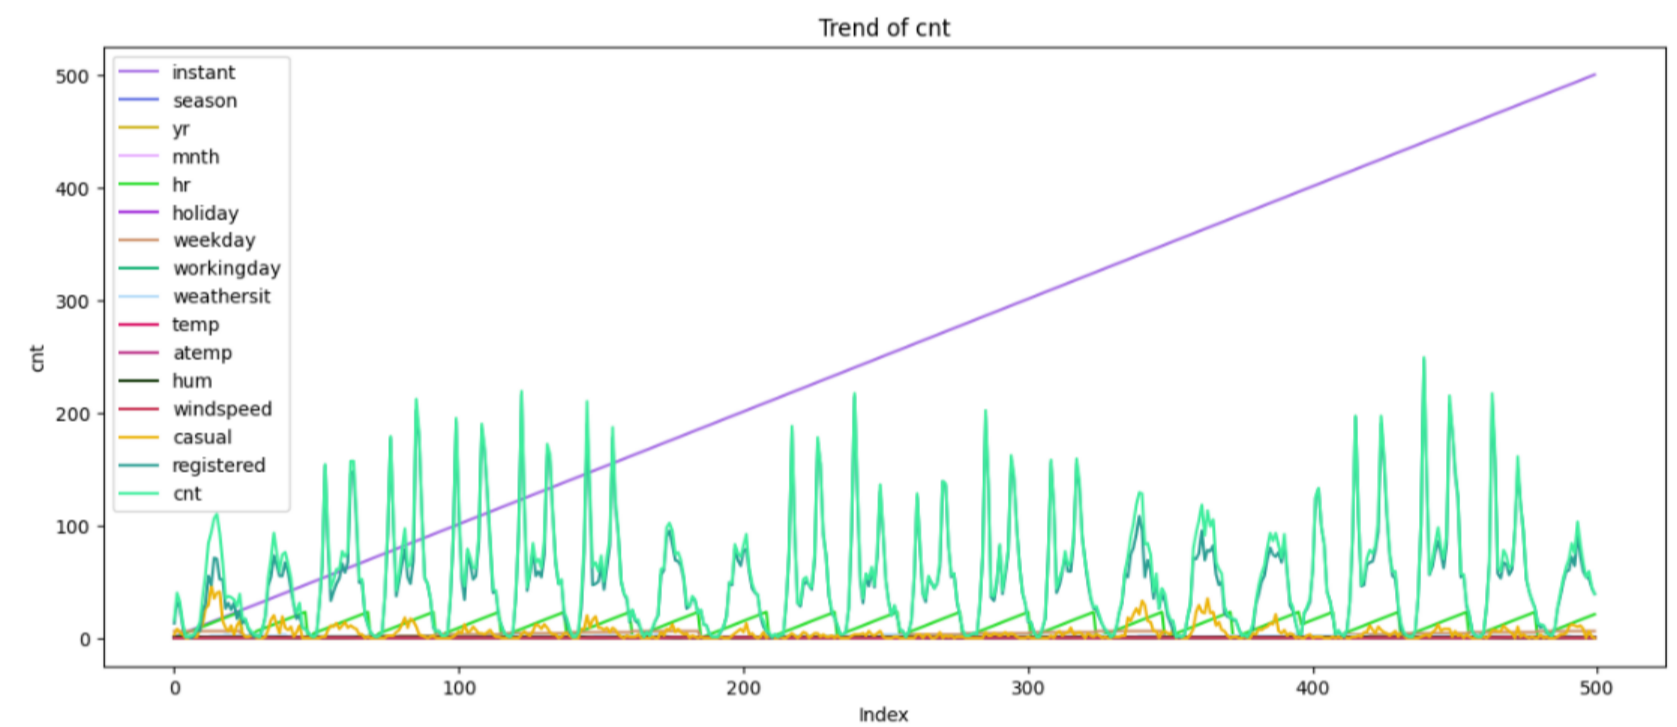 Trend of cnt
500
400
300
200
100
0
cnt
instant
season
yr
mnth
hr
holiday
weekday
workingday
weathersit
temp
atemp
hum
windspeed
casual
registered
cnt
0 100 200 300 400 500
Index